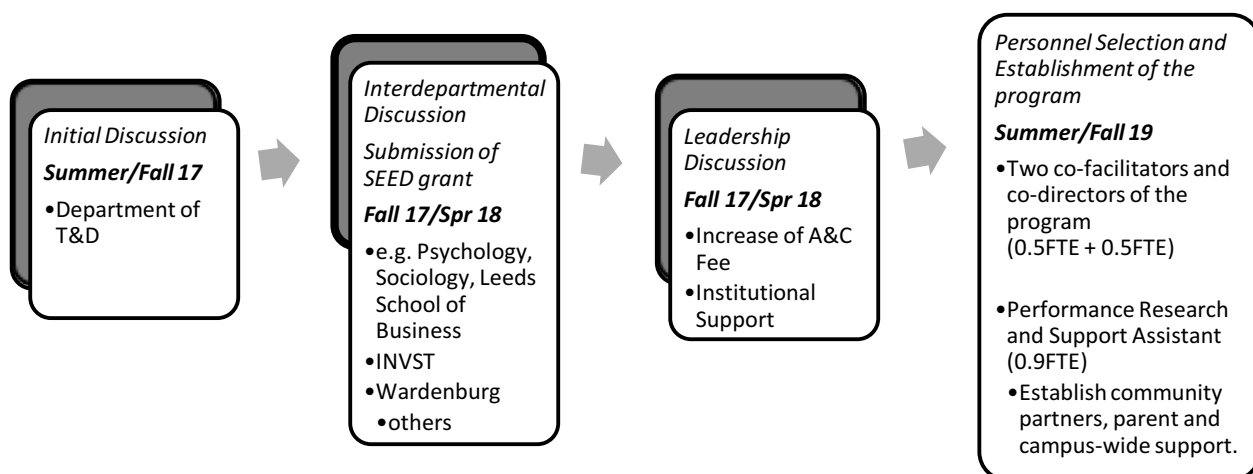 Initial Discussion
Summer/Fall 17
•Department of
T&D
Interdepartmental
Discussion
Submission of
SEED grant
Fall 17/Spr 18
•e.g. Psychology,
Sociology, Leeds
School of
Business
•INVST
•Wardenburg
•others
Leadership
Discussion
Fall 17/Spr 18
•Increase of A&C
Fee
•Institutional
Support
Personnel Selection and
Establishment of the
program
Summer/Fall 19
•Two co-facilitators and
co-directors of the
program
(0.5FTE + 0.5FTE)
•Performance Research
and Support Assistant
(0.9FTE)
•Establish community
partners, parent and
campus-wide support.